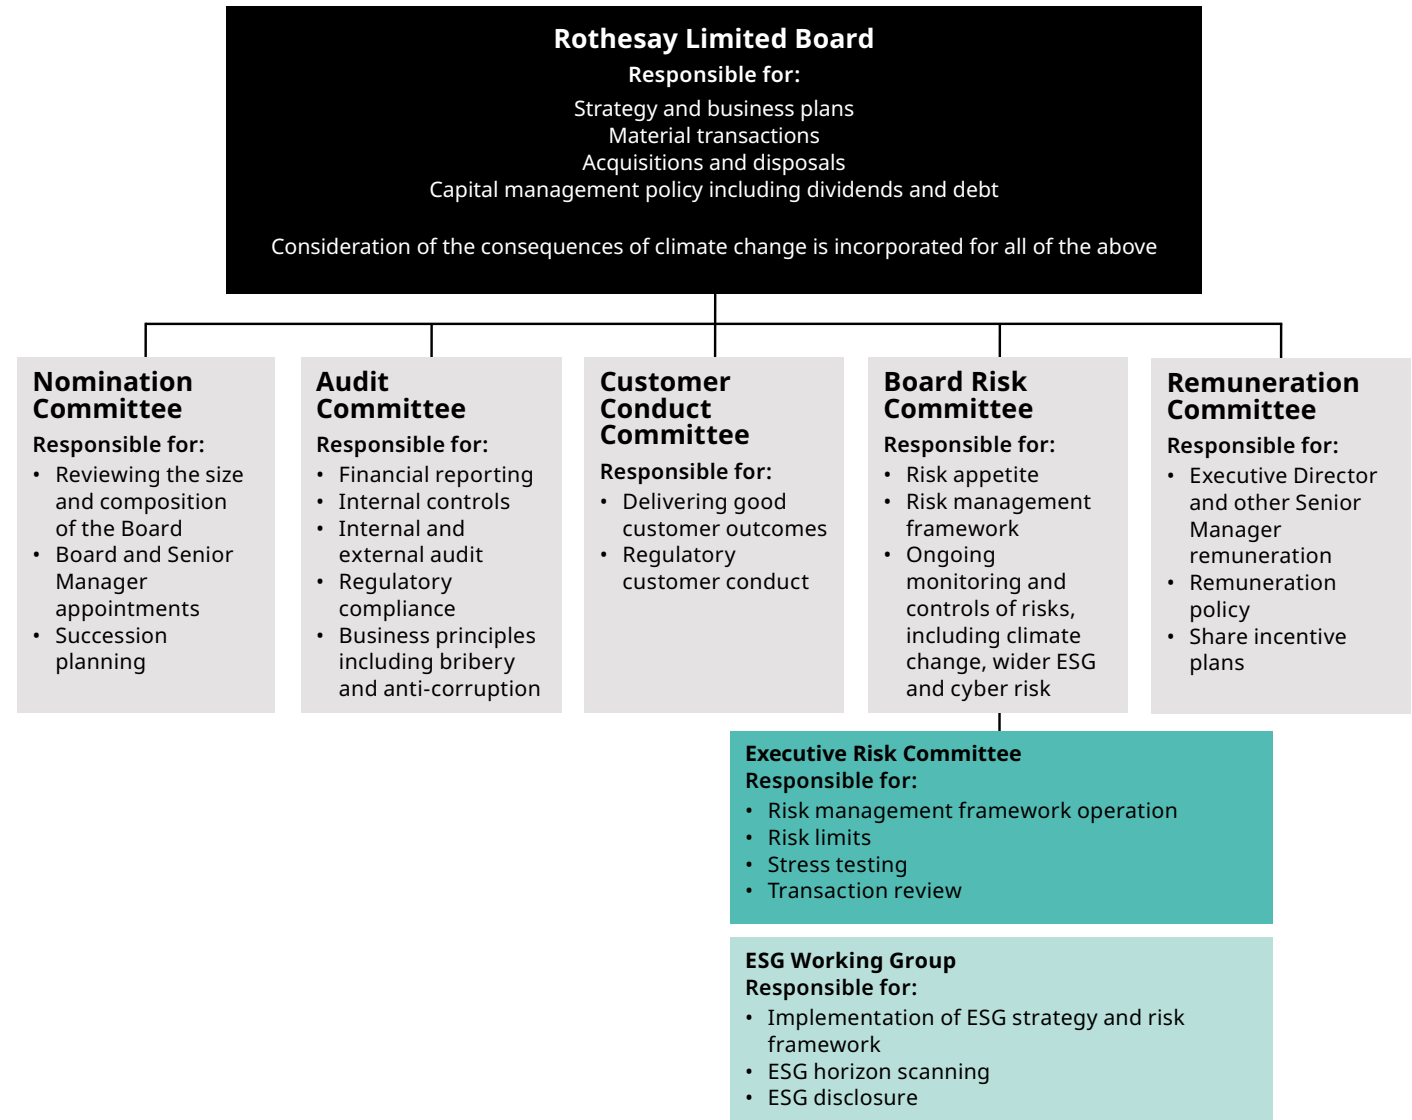 Rothesay Limited Board
Responsible for:
Strategy and business plans
Material transactions
Acquisitions and disposals
Capital management policy including dividends and debt
Consideration of the consequences of climate change is incorporated for all of the above
Nomination
Committee
Responsible for:
• Reviewing the size
and composition
of the Board
• Board and Senior
Manager
appointments
• Succession
planning
Audit
Committee
Responsible for:
• Financial reporting
• Internal controls
• Internal and
external audit
• Regulatory
compliance
• Business principles
including bribery
and anti-corruption
Customer
Conduct
Committee
Responsible for:
• Delivering good
customer outcomes
• Regulatory
customer conduct
Board Risk
Committee
Responsible for:
• Risk appetite
• Risk management
framework
• Ongoing
monitoring and
controls of risks,
including climate
change, wider ESG
and cyber risk
Remuneration
Committee
Responsible for:
• Executive Director
and other Senior
Manager
remuneration
• Remuneration
policy
• Share incentive
plans
Executive Risk Committee
Responsible for:
• Risk management framework operation
• Risk limits
• Stress testing
• Transaction review
ESG Working Group
Responsible for:
• Implementation of ESG strategy and risk
framework
• ESG horizon scanning
• ESG disclosure